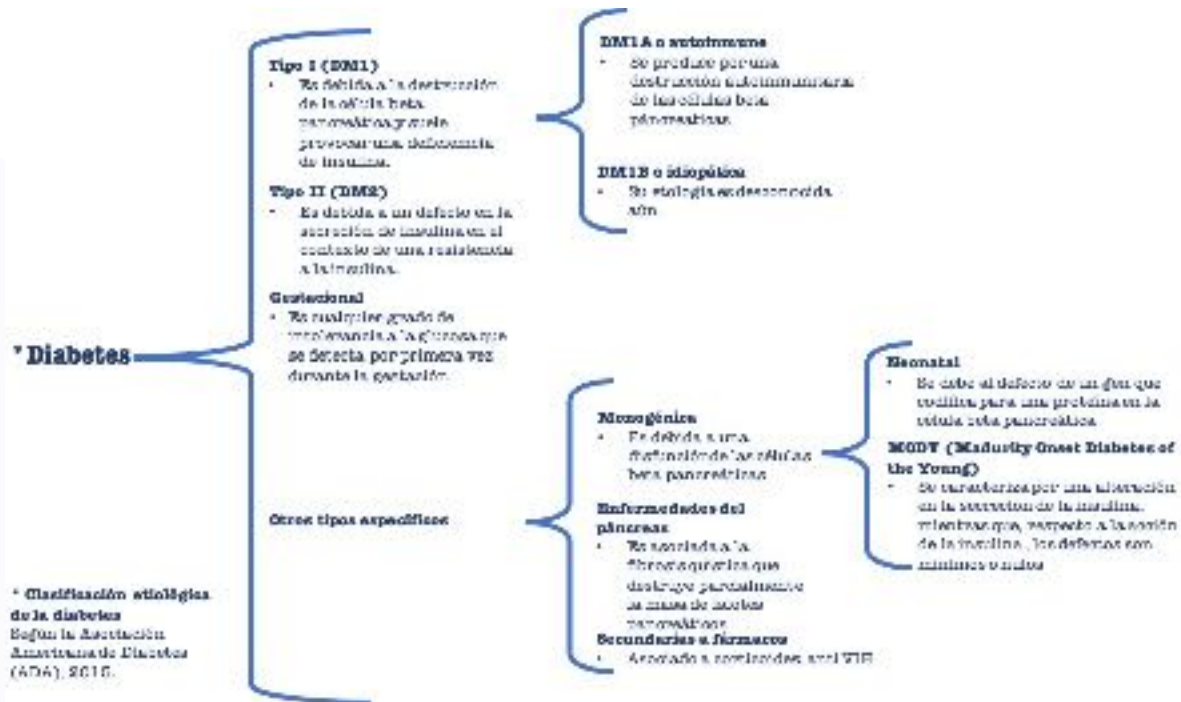 * Diabetes
* Clasificación etiológica
de la diabetes
Según la Asociación
Americana de Diabetes
(ADA), 2015.
Tipo I (DM1)
• Es debida a la destrucción
de la célula beta
pancreática y suele
provocar una deficiencia
de insulina.
Tipo II (DM2)
• Es debida a un defecto en la
secreción de insulina en el
contexto de una resistencia
a la insulina.
Gestacional
• Es cualquier grado de
intolerancia a la glucosa que
se detecta por primera vez
durante la gestación.
Otros tipos específicos
DM1A o autoinmune
• Se produce por una
destrucción autoinmunitaria
de las células beta
páncreaticas
DM1B o idiopática
• Su etología es desconocida
aún
Monogénica
• Es debida a una
disfunción de las células
beta pancreáticas
Enfermedades del
páncreas
• Es asociada a la
fibrosis quística que
destruye parcialmente
la masa de islotes
pancreáticos
Secundarias a fármacos
• Asociado a corticoides, anti VIH
Neonatal
• Se debe al defecto de un gen que
codifica para una proteína en la
célula beta pancreática
MODY (Madurity Onset Diabetes of
the Young)
• Se caracteriza por una alteración
en la secreción de la insulina,
mientras que, respecto a la acción
de la insulina, los defectos son
mínimos o nulos